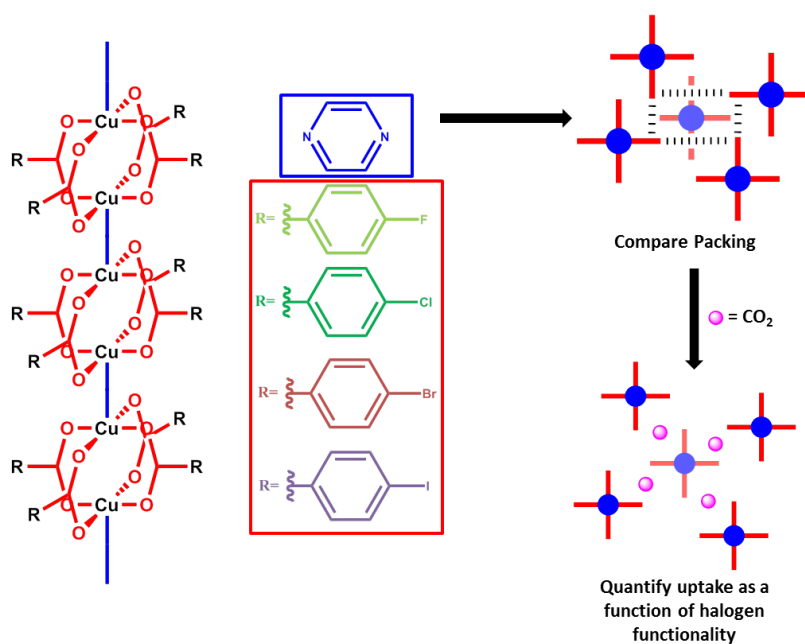 O
R
O Cu O
O
O
R R
R
O Cu O
O
O
R
O Cu O
O
O
R R
R
O Cu O
O
O
R
O Cu O
O
O
R R
R
O Cu O
O
N N
R= F
R= Cl
R= Br
R= I
Compare Packing
= CO2
Quantify uptake as a
function of halogen
functionality